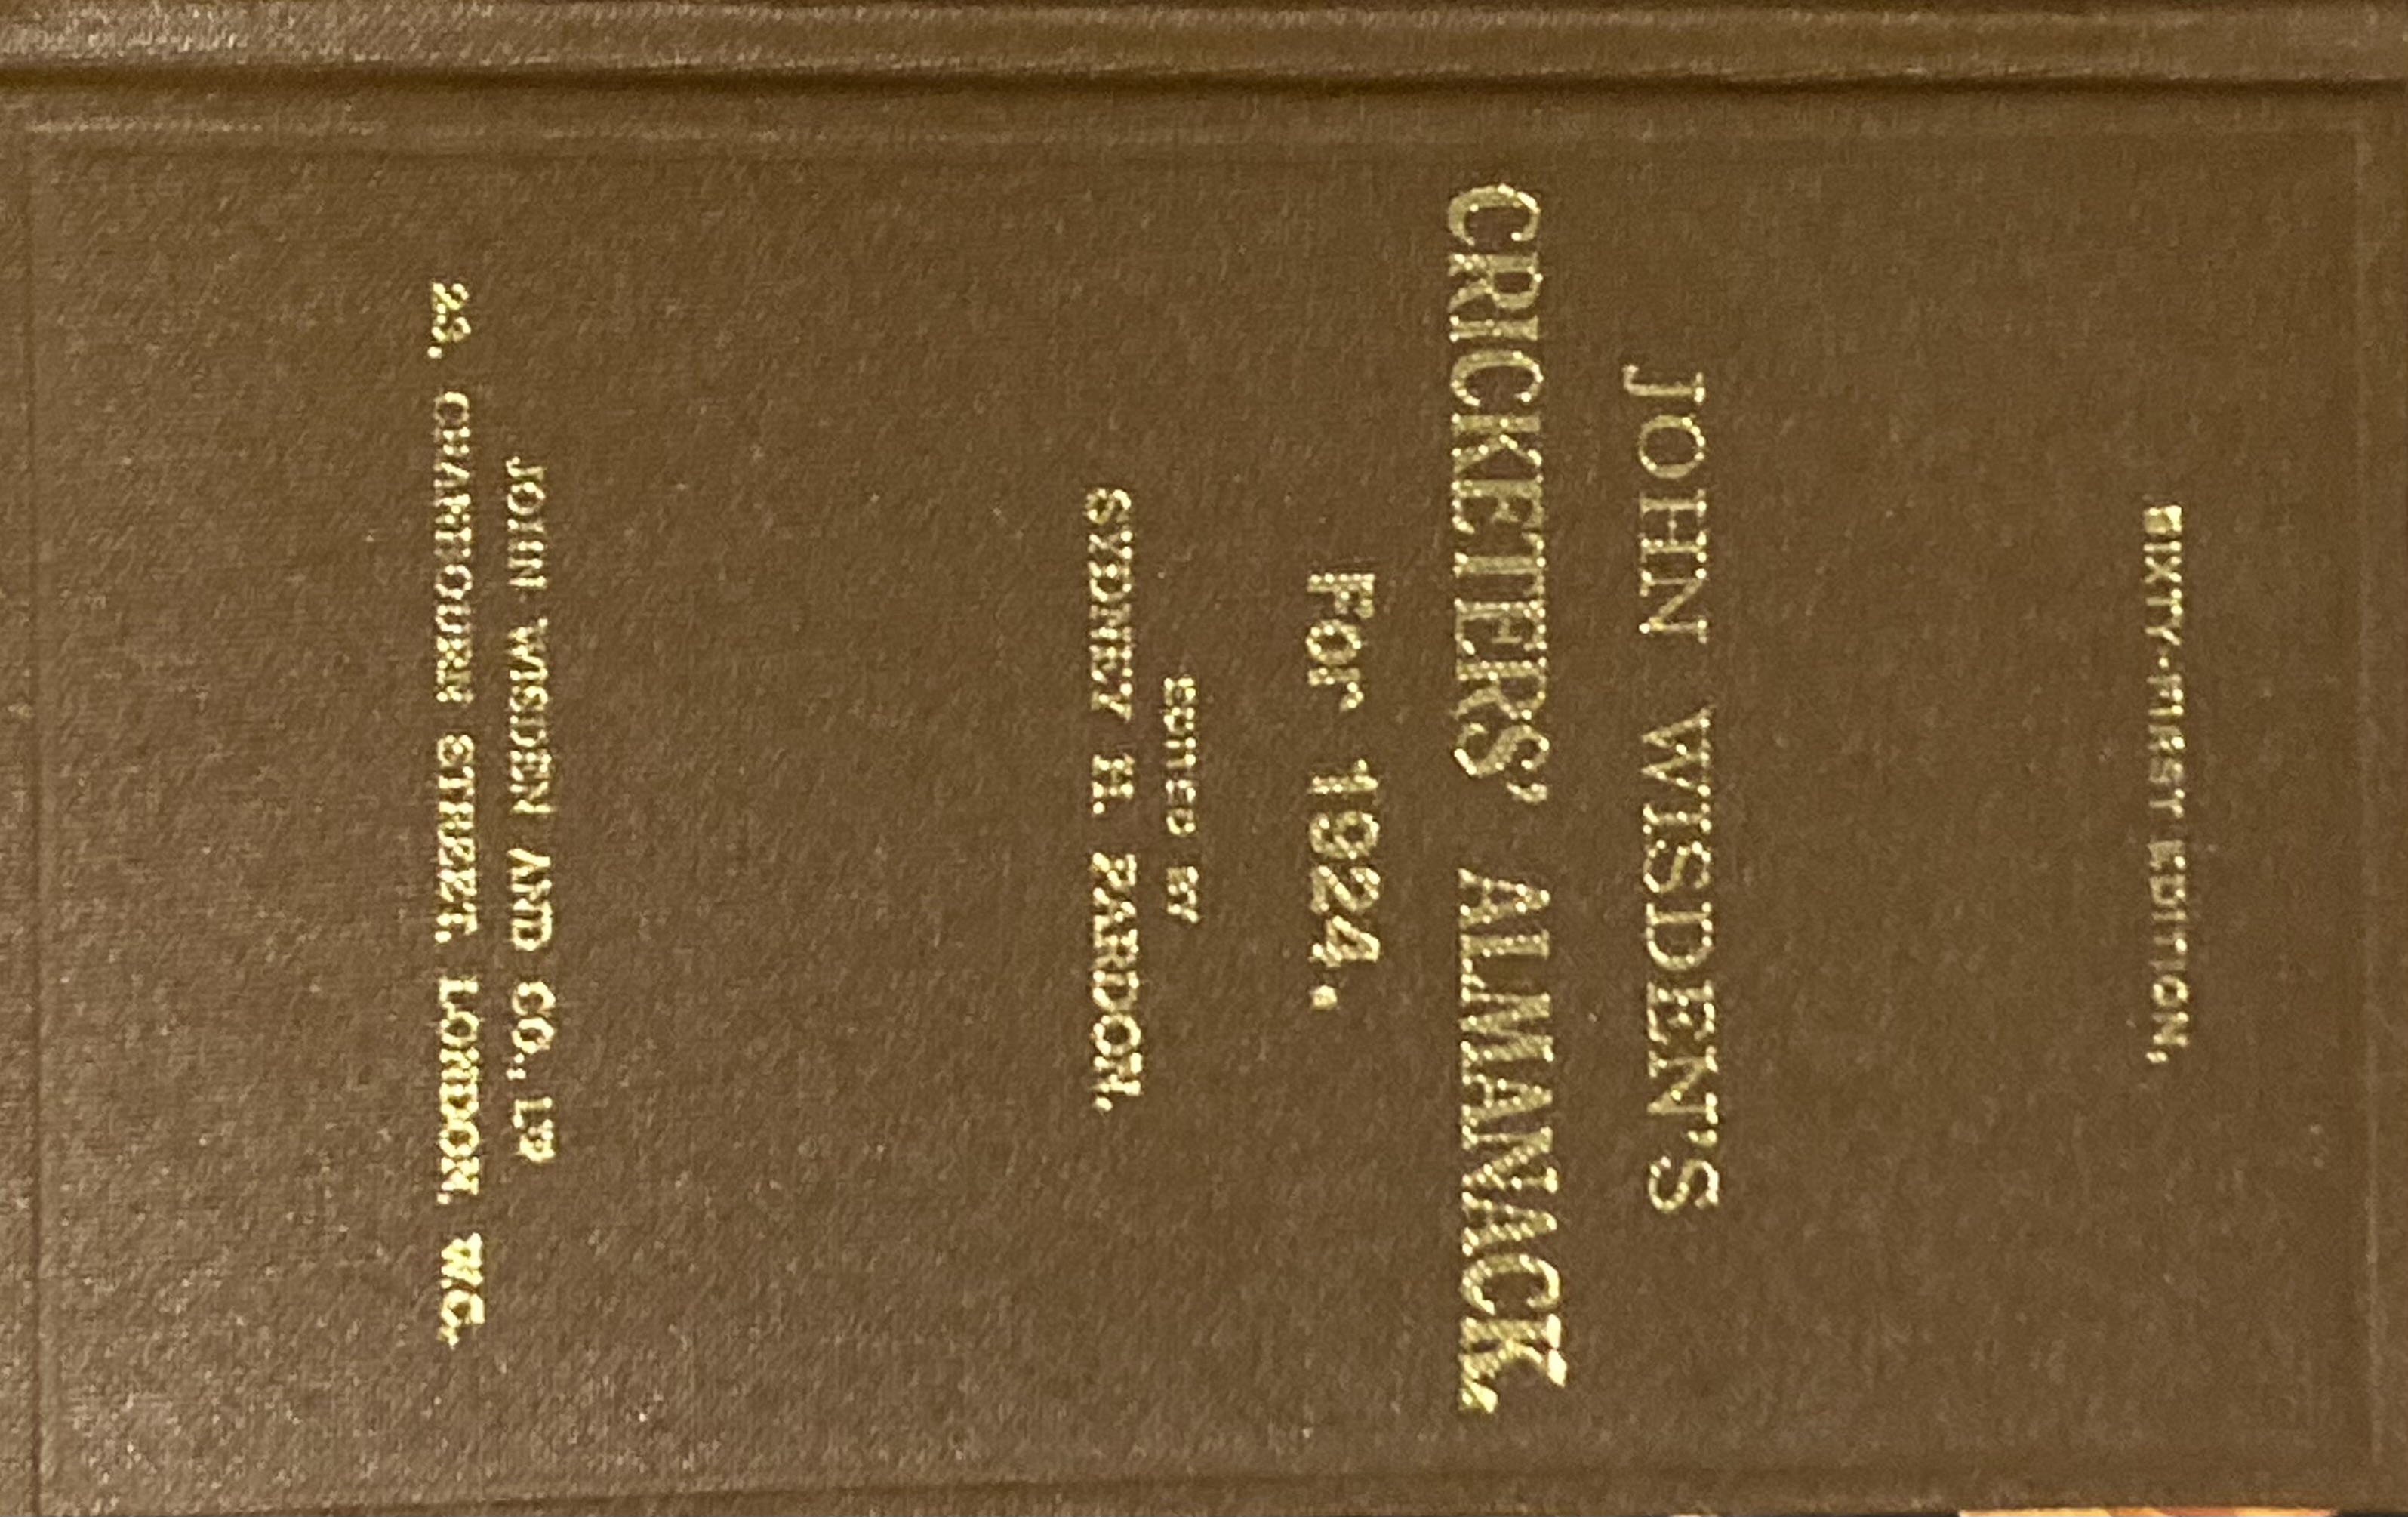 SIXTY-FIRST EDITION,
JOHN WISDEN'S
CRICKETERS' ALMANACK,
For 1924.
EDITED BY
SYDNEY H. PARDON,
JOHN WISDEN AND CO., LTD
23, CRANBOURN STREET, LONDON, W.C.